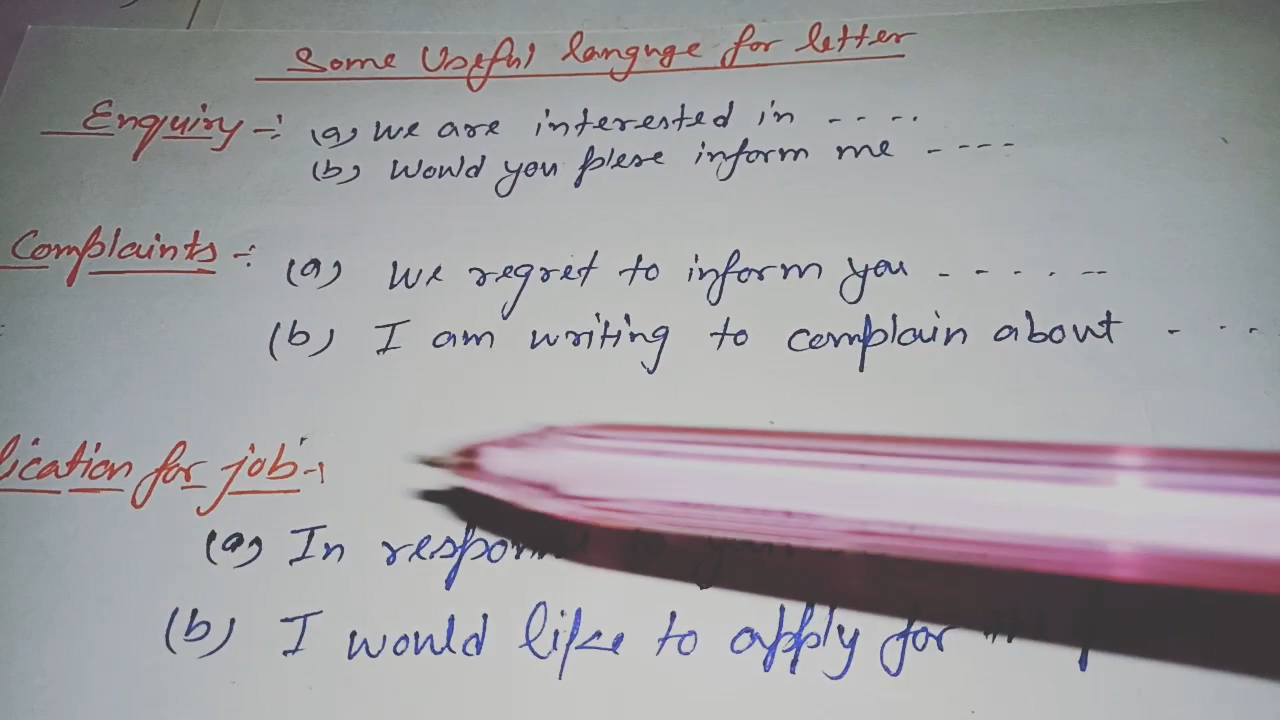 Some Useful langnge for letter
Enquiry -: (a) we are interested in - - - - .
(b) would you plese inform me - - - -
Complaints -: (a) we regret to inform you - - . . . --
(b) I am writing to complain about - . . .
lication for job -:
(a) In to
(b) I would like to apply for